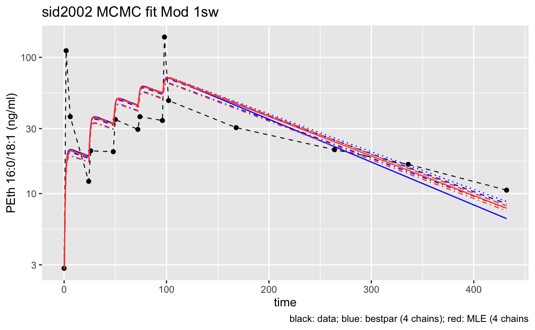 sid2002 MCMC fit Mod 1sw
PEth 16:0/18:1 (ng/ml)
100
30
10
3
0
100
200
300
400
time
black: data; blue: bestpar (4 chains); red: MLE (4 chains